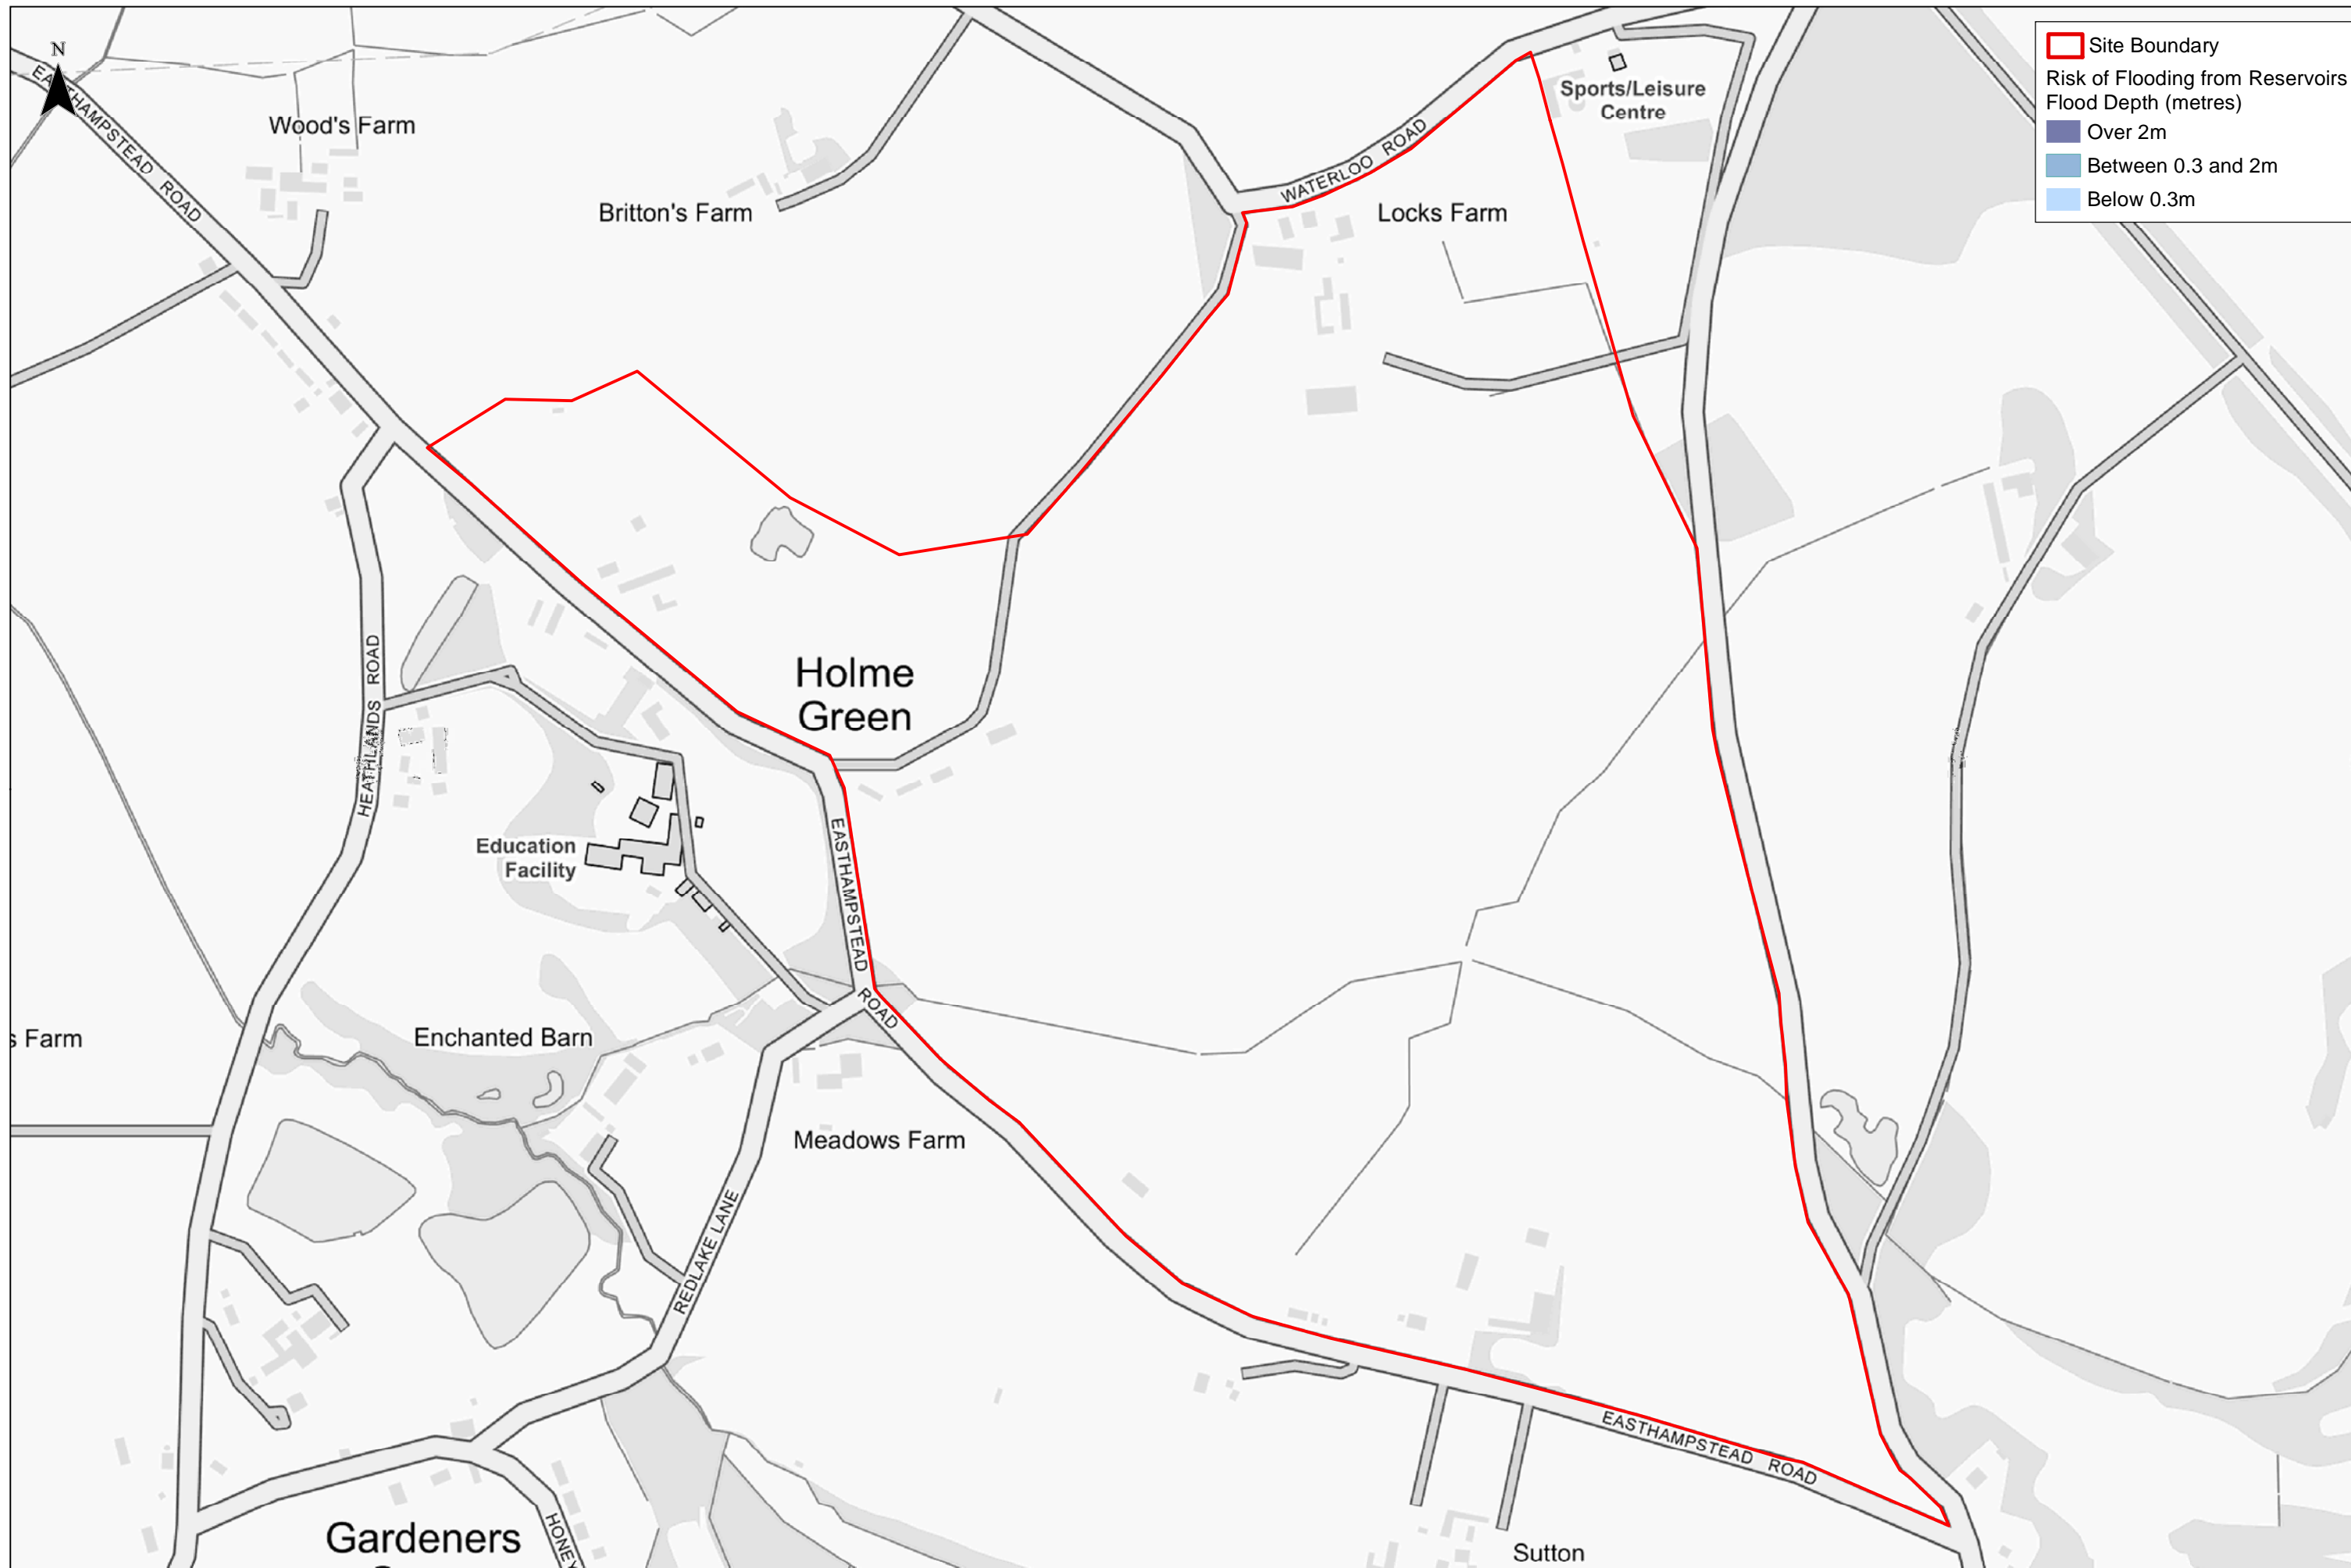 N
Site Boundary
Risk of Flooding from Reservoirs
Flood Depth (metres)
Over 2m
Between 0.3 and 2m
Below 0.3m
EASTHAMPSTEAD ROAD
Wood's Farm
Britton's Farm
WATERLOO ROAD
Sports/Leisure
Centre
Locks Farm
HEATHLANDS ROAD
Holme
Green
EASTHAMPSTEAD ROAD
Education
Facility
Enchanted Barn
s Farm
Meadows Farm
REDLAKE LANE
EASTHAMPSTEAD ROAD
Gardeners
HONEY
Sutton